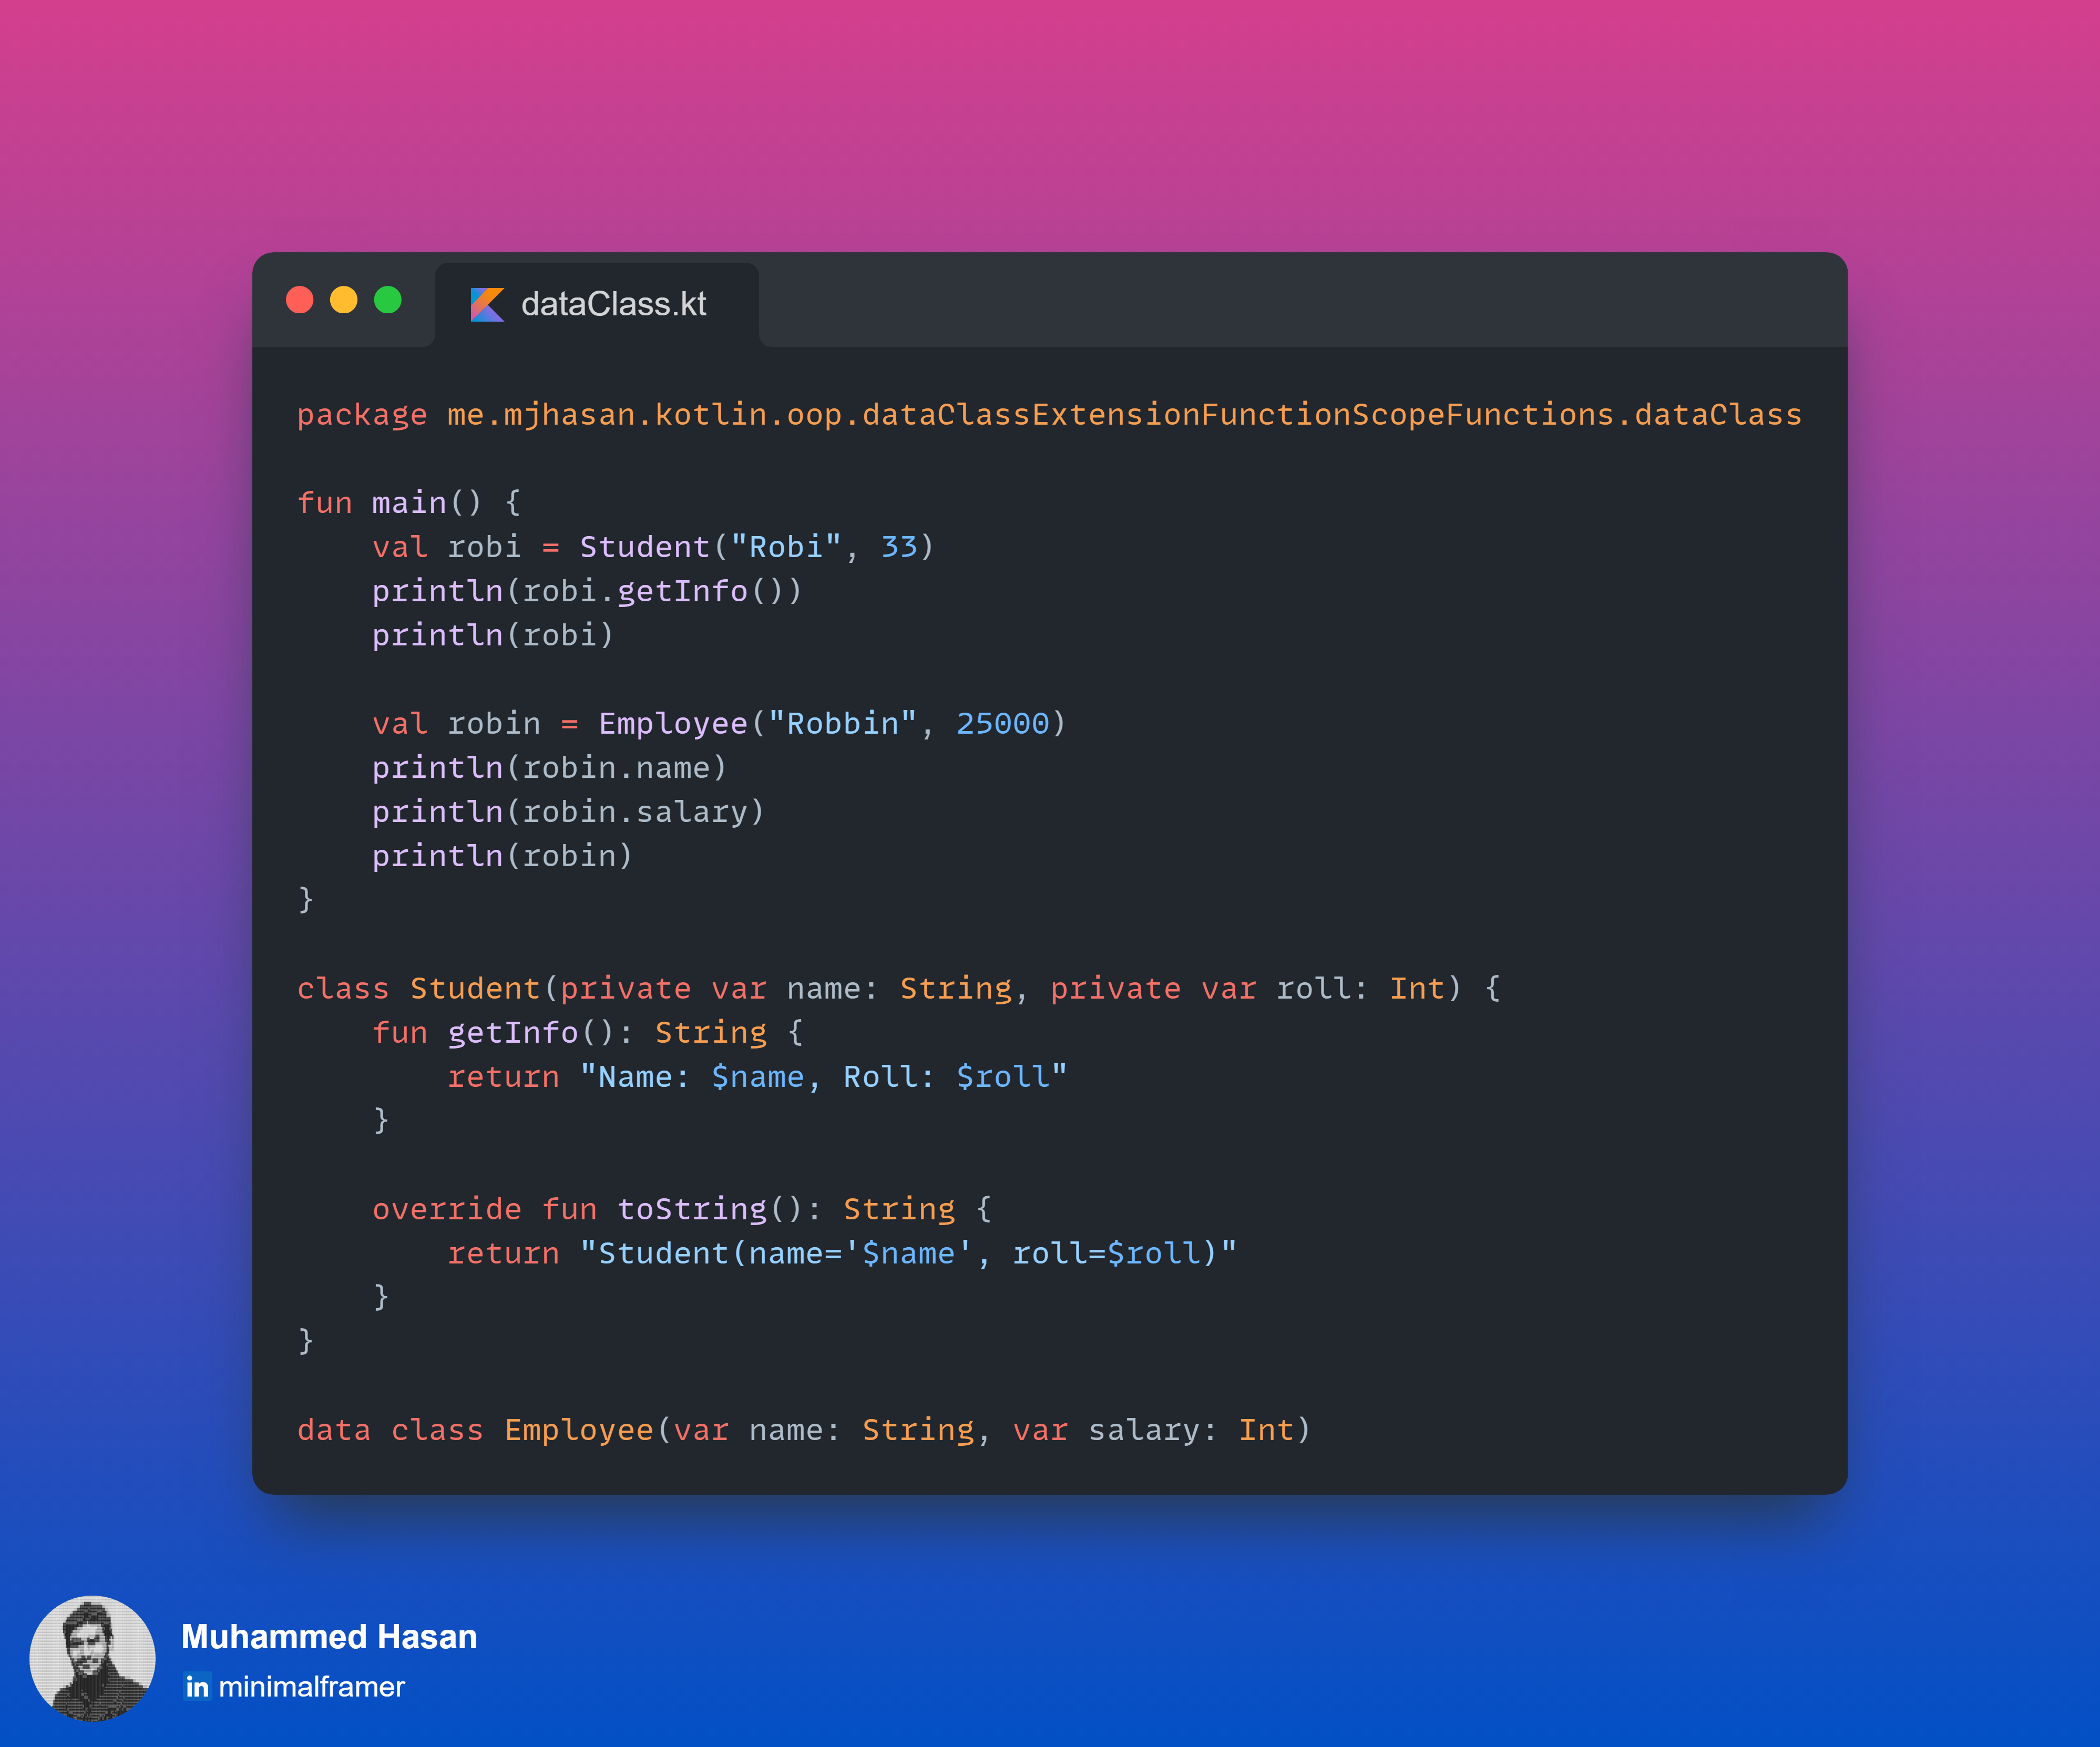 dataClass.kt
package me.mjhasan.kotlin.oop.dataClassExtensionFunctionScopeFunctions.dataClass
fun main() {
    val robi = Student("Robi", 33)
    println(robi.getInfo())
    println(robi)
    val robin = Employee("Robbin", 25000)
    println(robin.name)
    println(robin.salary)
    println(robin)
}
class Student(private var name: String, private var roll: Int) {
    fun getInfo(): String {
        return "Name: $name, Roll: $roll"
    }
    override fun toString(): String {
        return "Student(name='$name', roll=$roll)"
    }
}
data class Employee(var name: String, var salary: Int)
Muhammed Hasan
in minimalframer